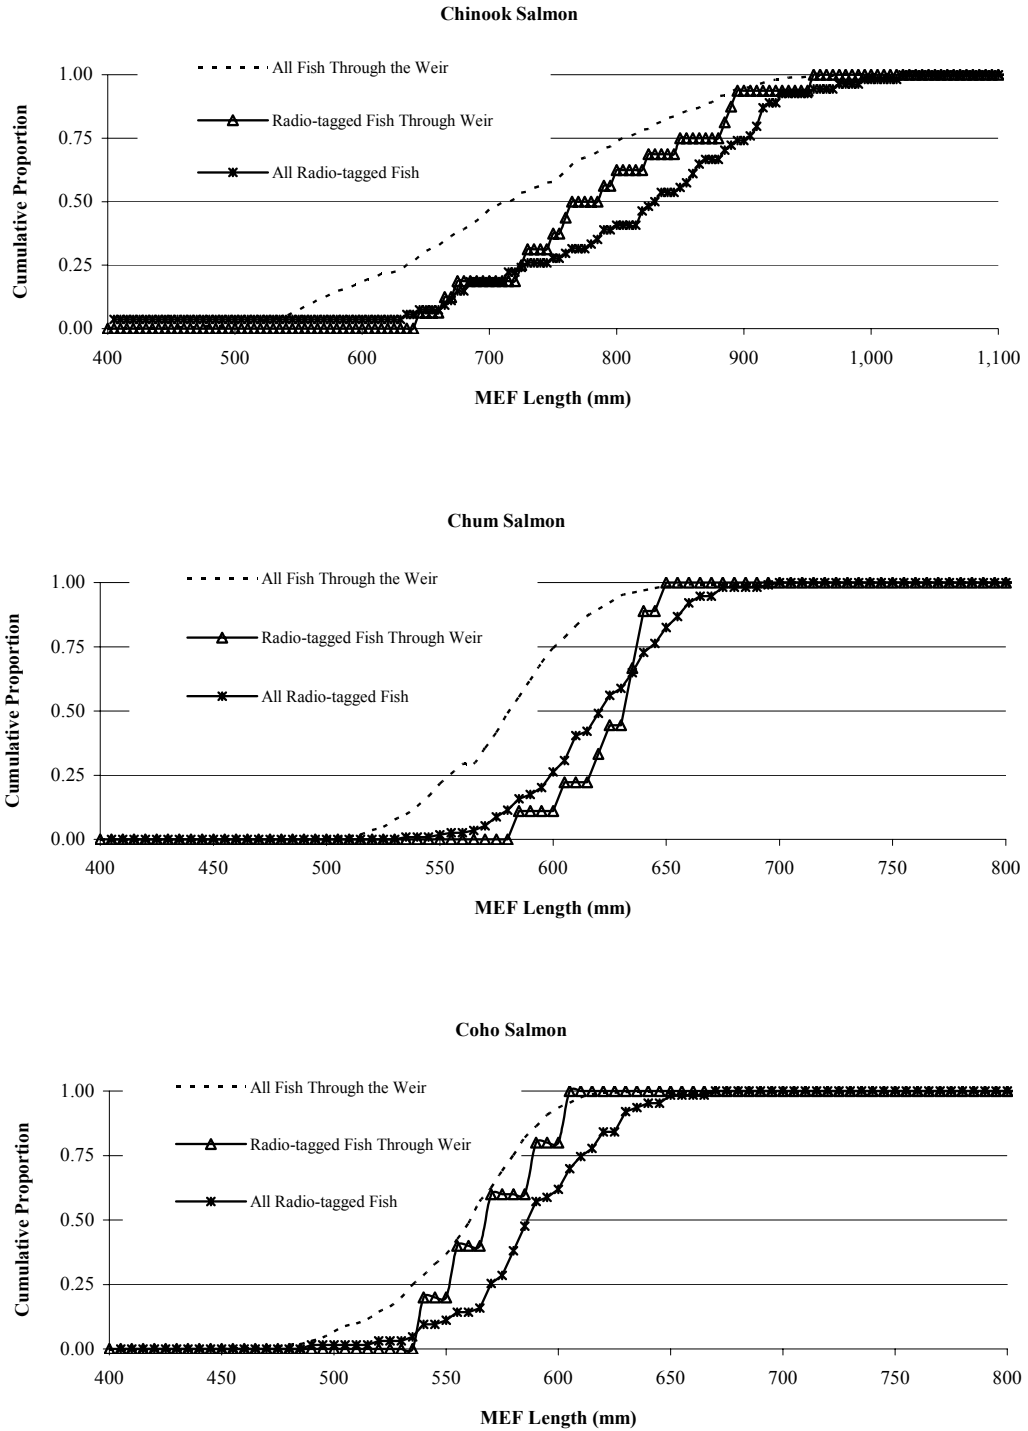 Chinook Salmon
All Fish Through the Weir
Radio-tagged Fish Through Weir
All Radio-tagged Fish
Cumulative Proportion
1.00
0.75
0.50
0.25
0.00
400 500 600 700 800 900 1,000 1,100
MEF Length (mm)
Chum Salmon
All Fish Through the Weir
Radio-tagged Fish Through Weir
All Radio-tagged Fish
Cumulative Proportion
1.00
0.75
0.50
0.25
0.00
400 450 500 550 600 650 700 750 800
MEF Length (mm)
Coho Salmon
All Fish Through the Weir
Radio-tagged Fish Through Weir
All Radio-tagged Fish
Cumulative Proportion
1.00
0.75
0.50
0.25
0.00
400 450 500 550 600 650 700 750 800
MEF Length (mm)